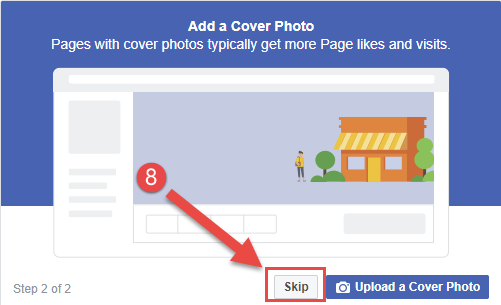 Add a Cover Photo
Pages with cover photos typically get more Page likes and visits.
8
Step 2 of 2
Skip
Upload a Cover Photo